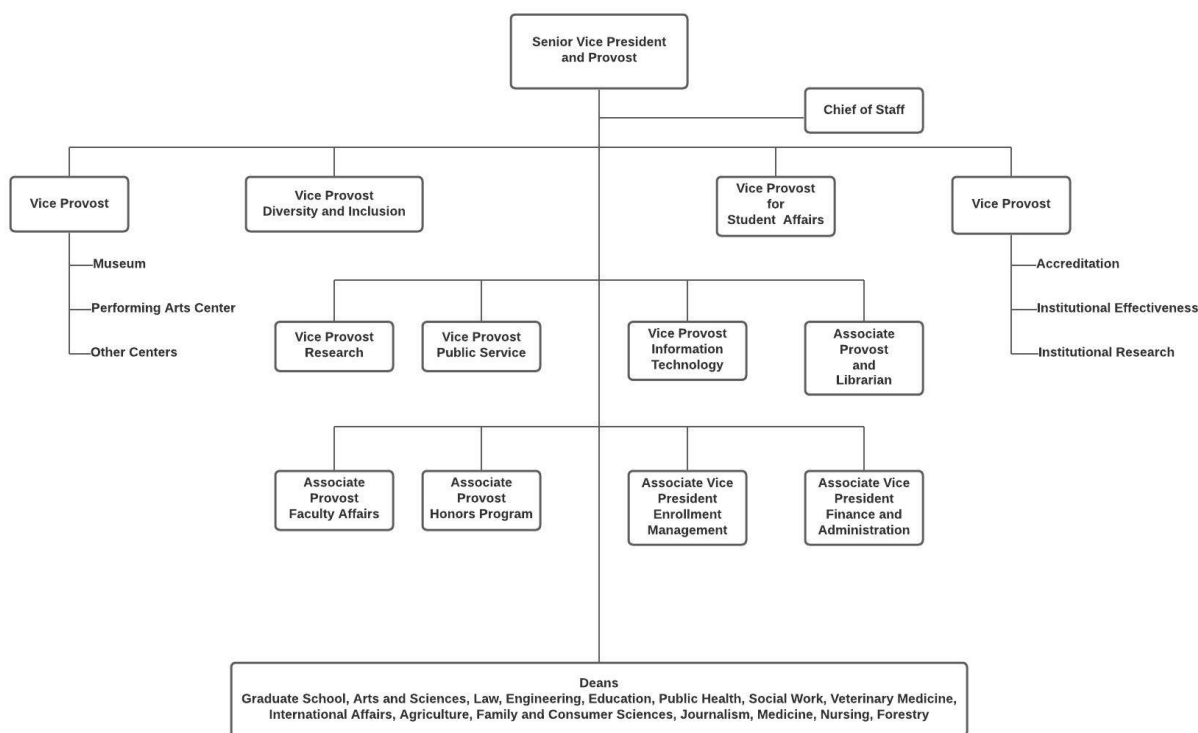 Senior Vice President
and Provost
Chief of Staff
Vice Provost
Vice Provost
Diversity and Inclusion
Vice Provost
for
Student Affairs
Vice Provost
Museum
Performing Arts Center
Other Centers
Accreditation
Institutional Effectiveness
Institutional Research
Vice Provost
Research
Vice Provost
Public Service
Vice Provost
Information
Technology
Associate
Provost
and
Librarian
Associate
Provost
Faculty Affairs
Associate
Provost
Honors Program
Associate Vice
President
Enrollment
Management
Associate Vice
President
Finance and
Administration
Deans
Graduate School, Arts and Sciences, Law, Engineering, Education, Public Health, Social Work, Veterinary Medicine,
International Affairs, Agriculture, Family and Consumer Sciences, Journalism, Medicine, Nursing, Forestry